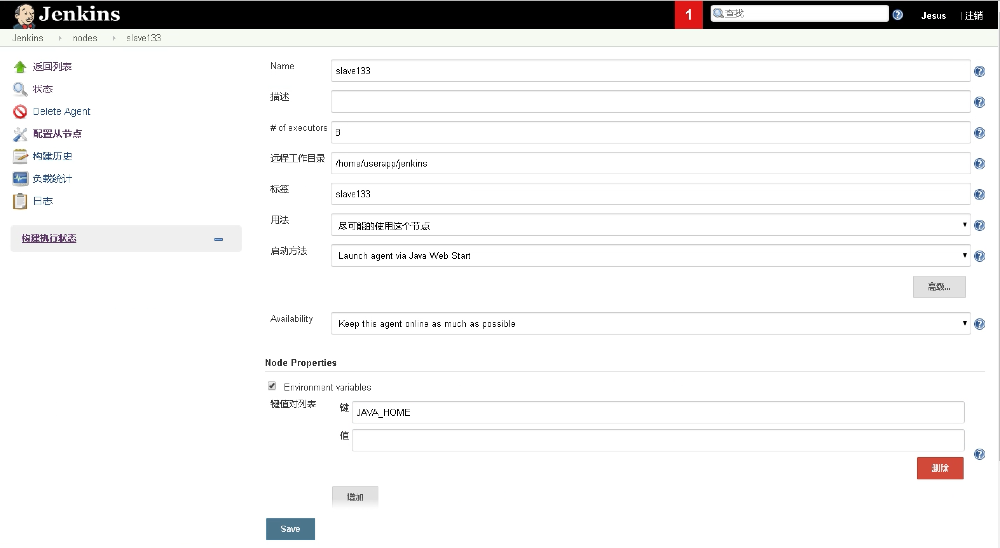 Jenkins
1
查找
Jesus
| 注销
Jenkins
nodes
slave133
返回列表
状态
Delete Agent
配置从节点
构建历史
负载统计
日志
构建执行状态
Name
slave133
描述
# of executors
8
远程工作目录
/home/userapp/jenkins
标签
slave133
用法
尽可能的使用这个节点
启动方法
Launch agent via Java Web Start
高级...
Availability
Keep this agent online as much as possible
Node Properties
Environment variables
键值对列表
键
JAVA_HOME
值
删除
增加
Save